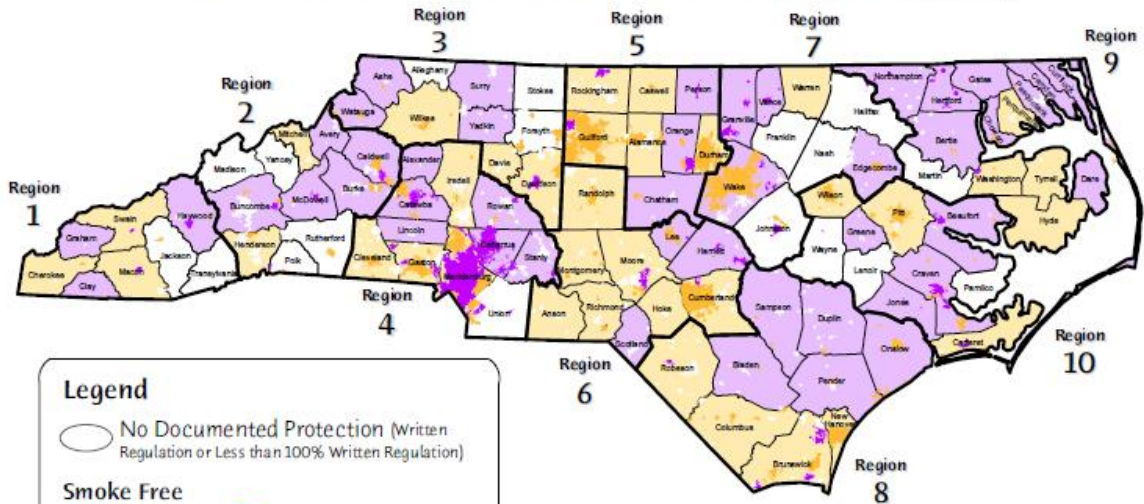 Region
3
Region
5
Region
7
Region
9
Region
2
Region
1
Ashe
Alleghany
Surry
Stokes
Rockingham
Caswell
Person
Granville
Vance
Warren
Northampton
Gates
Halifax
Hertford
Watauga
Wilkes
Yadkin
Forsyth
Guilford
Alamance
Orange
Durham
Franklin
Bertie
Mitchell
Avery
Caldwell
Alexander
Iredell
Davie
Davidson
Nash
Edgecombe
Martin
Washington
Tyrrell
Dare
Madison
Yancey
Burke
McDowell
Buncombe
Catawba
Rowan
Randolph
Chatham
Wake
Wilson
Pitt
Beaufort
Hyde
Swain
Haywood
Lincoln
Cabarrus
Stanly
Lee
Harnett
Johnston
Greene
Wayne
Graham
Jackson
Henderson
Rutherford
Polk
Cleveland
Gaston
Mecklenburg
Montgomery
Moore
Lenoir
Craven
Pamlico
Cherokee
Macon
Clay
Transylvania
Union
Anson
Richmond
Hoke
Cumberland
Sampson
Duplin
Jones
Carteret
Scotland
Onslow
Region
4
Region
6
Region
10
Robeson
Bladen
Pender
Columbus
New
Hanover
Brunswick
Region
8
Legend
No Documented Protection (Written
Regulation or Less than 100% Written Regulation)
Smoke Free